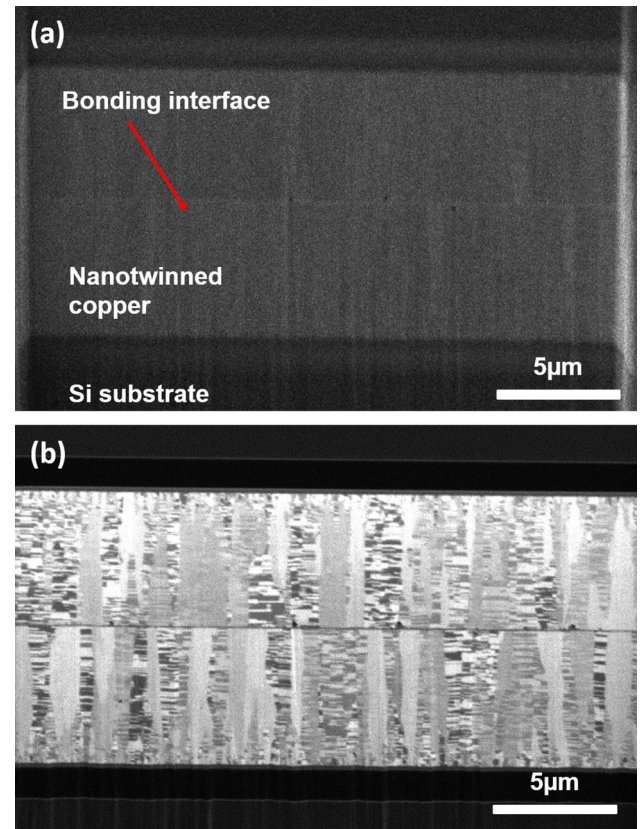 (a)
Bonding interface
Nanotwinned
copper
5μm
Si substrate
(b)
5μm